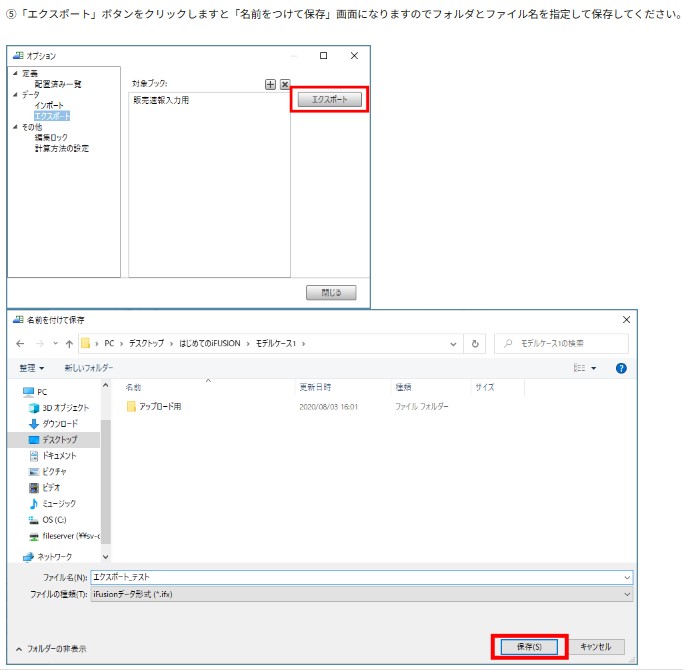 ⑤「エクスポート」ボタンをクリックしますと「名前をつけて保存」画面になりますのでフォルダとファイル名を指定して保存してください。
オプション
定義
配置済み一覧
データ
インポート
エクスポート
その他
編集ロック
計算方法の設定
対象ブック:
販売速報入力用
エクスポート
閉じる
名前を付けて保存
PC › デスクトップ › はじめてのiFUSION › モデルケース1 ›
モデルケース1の検索
整理 新しいフォルダー
名前 更新日時 種類 サイズ
アップロード用 2020/08/03 16:01 ファイル フォルダー
PC
3D オブジェクト
ダウンロード
デスクトップ
ドキュメント
ピクチャ
ビデオ
ミュージック
OS (C:)
fileserver (¥¥sv-c
ネットワーク
ファイル名(N): エクスポート_テスト
ファイルの種類(T): iFusionデータ形式 (*.ifx)
フォルダーの非表示
保存(S)
キャンセル